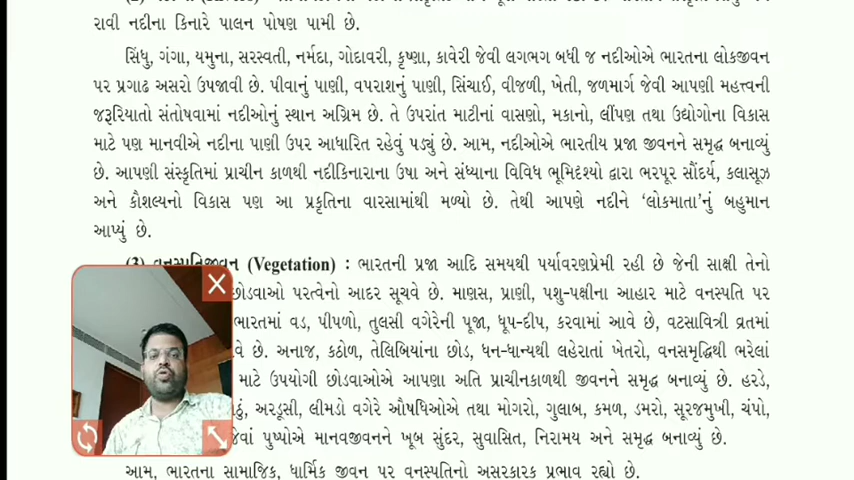 રાવી નદીના કિનારે પાલન પોષણ પામી છે.
સિંધુ, ગંગા, યમુના, સરસ્વતી, નર્મદા, ગોદાવરી, કૃષ્ણા, કાવેરી જેવી લગભગ બધી જ નદીઓએ ભારતના લોકજીવન
પર પ્રગાઢ અસરો ઉપજાવી છે. પીવાનું પાણી, વપરાશનું પાણી, સિંચાઈ, વીજળી, ખેતી, જળમાર્ગ જેવી આપણી મહત્ત્વની
જરૂરિયાતો સંતોષવામાં નદીઓનું સ્થાન અગ્રિમ છે. તે ઉપરાંત માટીનાં વાસણો, મકાનો, લીંપણ તથા ઉદ્યોગોના વિકાસ
માટે પણ માનવીએ નદીના પાણી ઉપર આધારિત રહેવું પડ્યું છે. આમ, નદીઓએ ભારતીય પ્રજા જીવનને સમૃદ્ધ બનાવ્યું
છે. આપણી સંસ્કૃતિમાં પ્રાચીન કાળથી નદીકિનારાના ઉષા અને સંધ્યાના વિવિધ ભૂમિદૃશ્યો દ્વારા ભરપૂર સૌંદર્ય, કલાસૂઝ
અને કૌશલ્યનો વિકાસ પણ આ પ્રકૃતિના વારસામાંથી મળ્યો છે. તેથી આપણે નદીને ‘લોકમાતા’નું બહુમાન
આપ્યું છે.
(3) વનસ્પતિજીવન (Vegetation) : ભારતની પ્રજા આદિ સમયથી પર્યાવરણપ્રેમી રહી છે જેની સાક્ષી તેનો
છોડવાઓ પરત્વેનો આદર સૂચવે છે. માણસ, પ્રાણી, પશુ-પક્ષીના આહાર માટે વનસ્પતિ પર
ભારતમાં વડ, પીપળો, તુલસી વગેરેની પૂજા, ધૂપ-દીપ, કરવામાં આવે છે, વટસાવિત્રી વ્રતમાં
છે. અનાજ, કઠોળ, તેલિબિયાંના છોડ, ધન-ધાન્યથી લહેરાતાં ખેતરો, વનસમૃદ્ધિથી ભરેલાં
માટે ઉપયોગી છોડવાઓએ આપણા અતિ પ્રાચીનકાળથી જીવનને સમૃદ્ધ બનાવ્યું છે. હરડે,
અરડૂસી, લીમડો વગેરે ઔષધિઓએ તથા મોગરો, ગુલાબ, કમળ, ડમરો, સૂરજમુખી, ચંપો,
જેવાં પુષ્પોએ માનવજીવનને ખૂબ સુંદર, સુવાસિત, નિરામય અને સમૃદ્ધ બનાવ્યું છે.
આમ, ભારતના સામાજિક, ધાર્મિક જીવન પર વનસ્પતિનો અસરકારક પ્રભાવ રહ્યો છે.